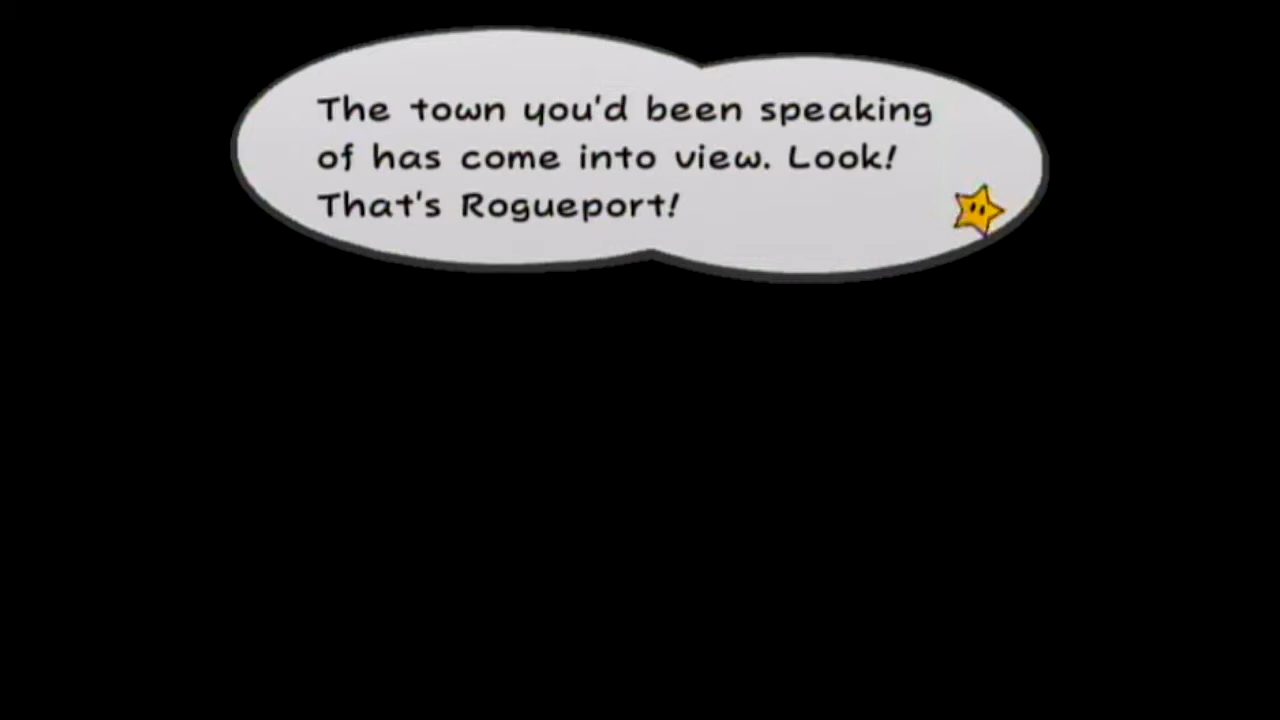 The town you'd been speaking
of has come into view. Look!
That's Rogueport!